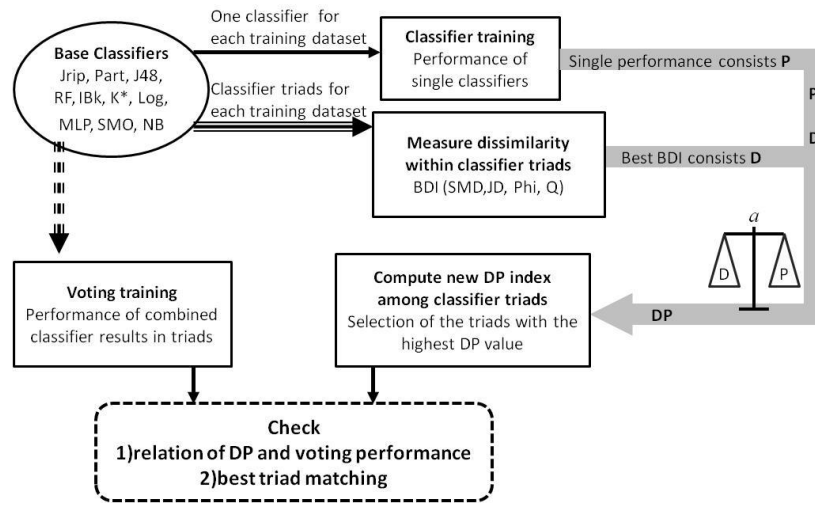 One classifier for
each training dataset
Base Classifiers
Jrip, Part, J48,
RF, IBk, K*, Log,
MLP, SMO, NB
Classifier triads for
each training dataset
Classifier training
Performance of
single classifiers
Single performance consists P
P
D
Measure dissimilarity
within classifier triads
BDI (SMD,JD, Phi, Q)
Best BDI consists D
a
D
P
Voting training
Performance of combined
classifier results in triads
Compute new DP index
among classifier triads
Selection of the triads with the
highest DP value
DP
Check
1)relation of DP and voting performance
2)best triad matching